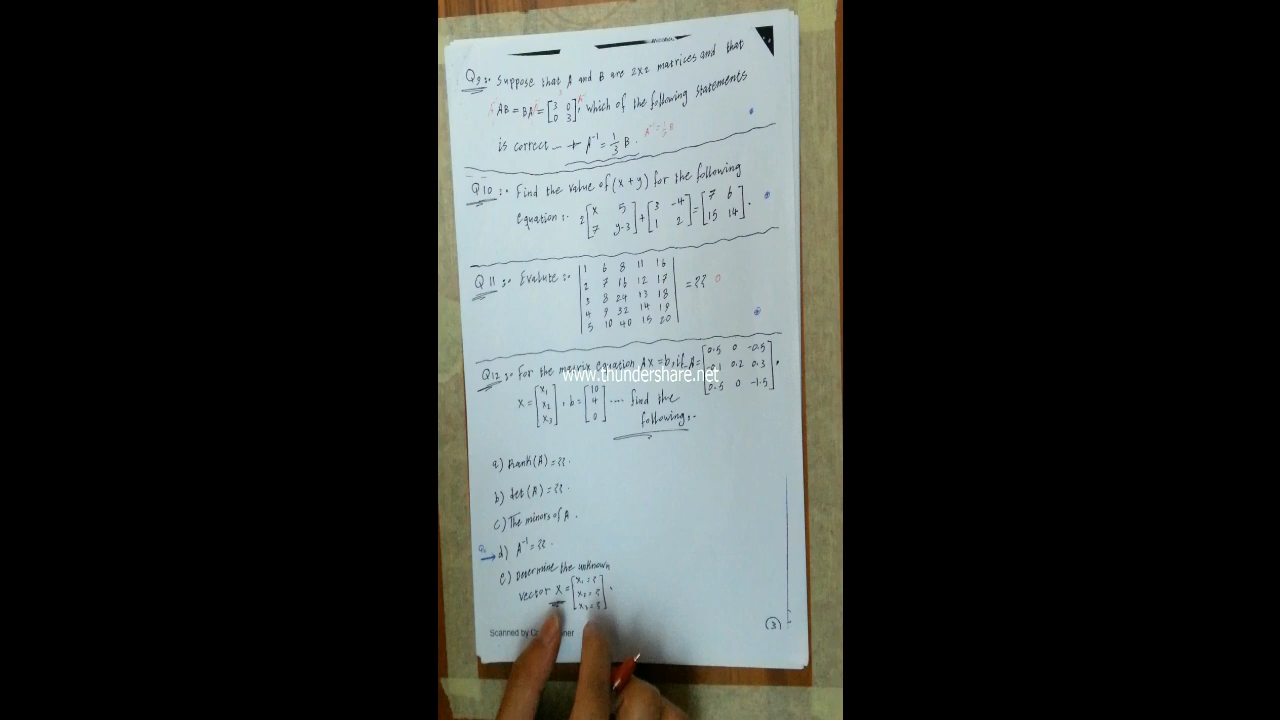 Q9:. Suppose that A and B are 2x2 matrices and that
AB = BA = [3 0
0 3], which of the following statements
is correct → A⁻¹ = 1/3 B. A⁻¹ = 1/3 B
Q10 :. Find the value of (x + y) for the following
equation:. 2[x 5
7 y-3] + [3 -4
1 2] = [7 6
15 14].
Q11 :. Evalute :. |1 6 8 11 16
2 7 16 12 17
3 8 24 13 18
4 9 32 14 19
5 10 40 15 20| = ?? 0
Q12 :. For the matrix equation AX = b, if A = [0.5 0 -0.5
0.2 0.3
0.5 0 -1.5].
www.thundershare.net
X = [x₁
x₂
x₃], b = [10
4
0] .... find the
following:-
a) Rank(A) = ??.
b) det(A) = ??.
c) The minors of A.
d) A⁻¹ = ??.
e) Determine the unknown
vector X = [x₁ = ?
x₂ = ?
x₃ = ?].
Scanned by
3